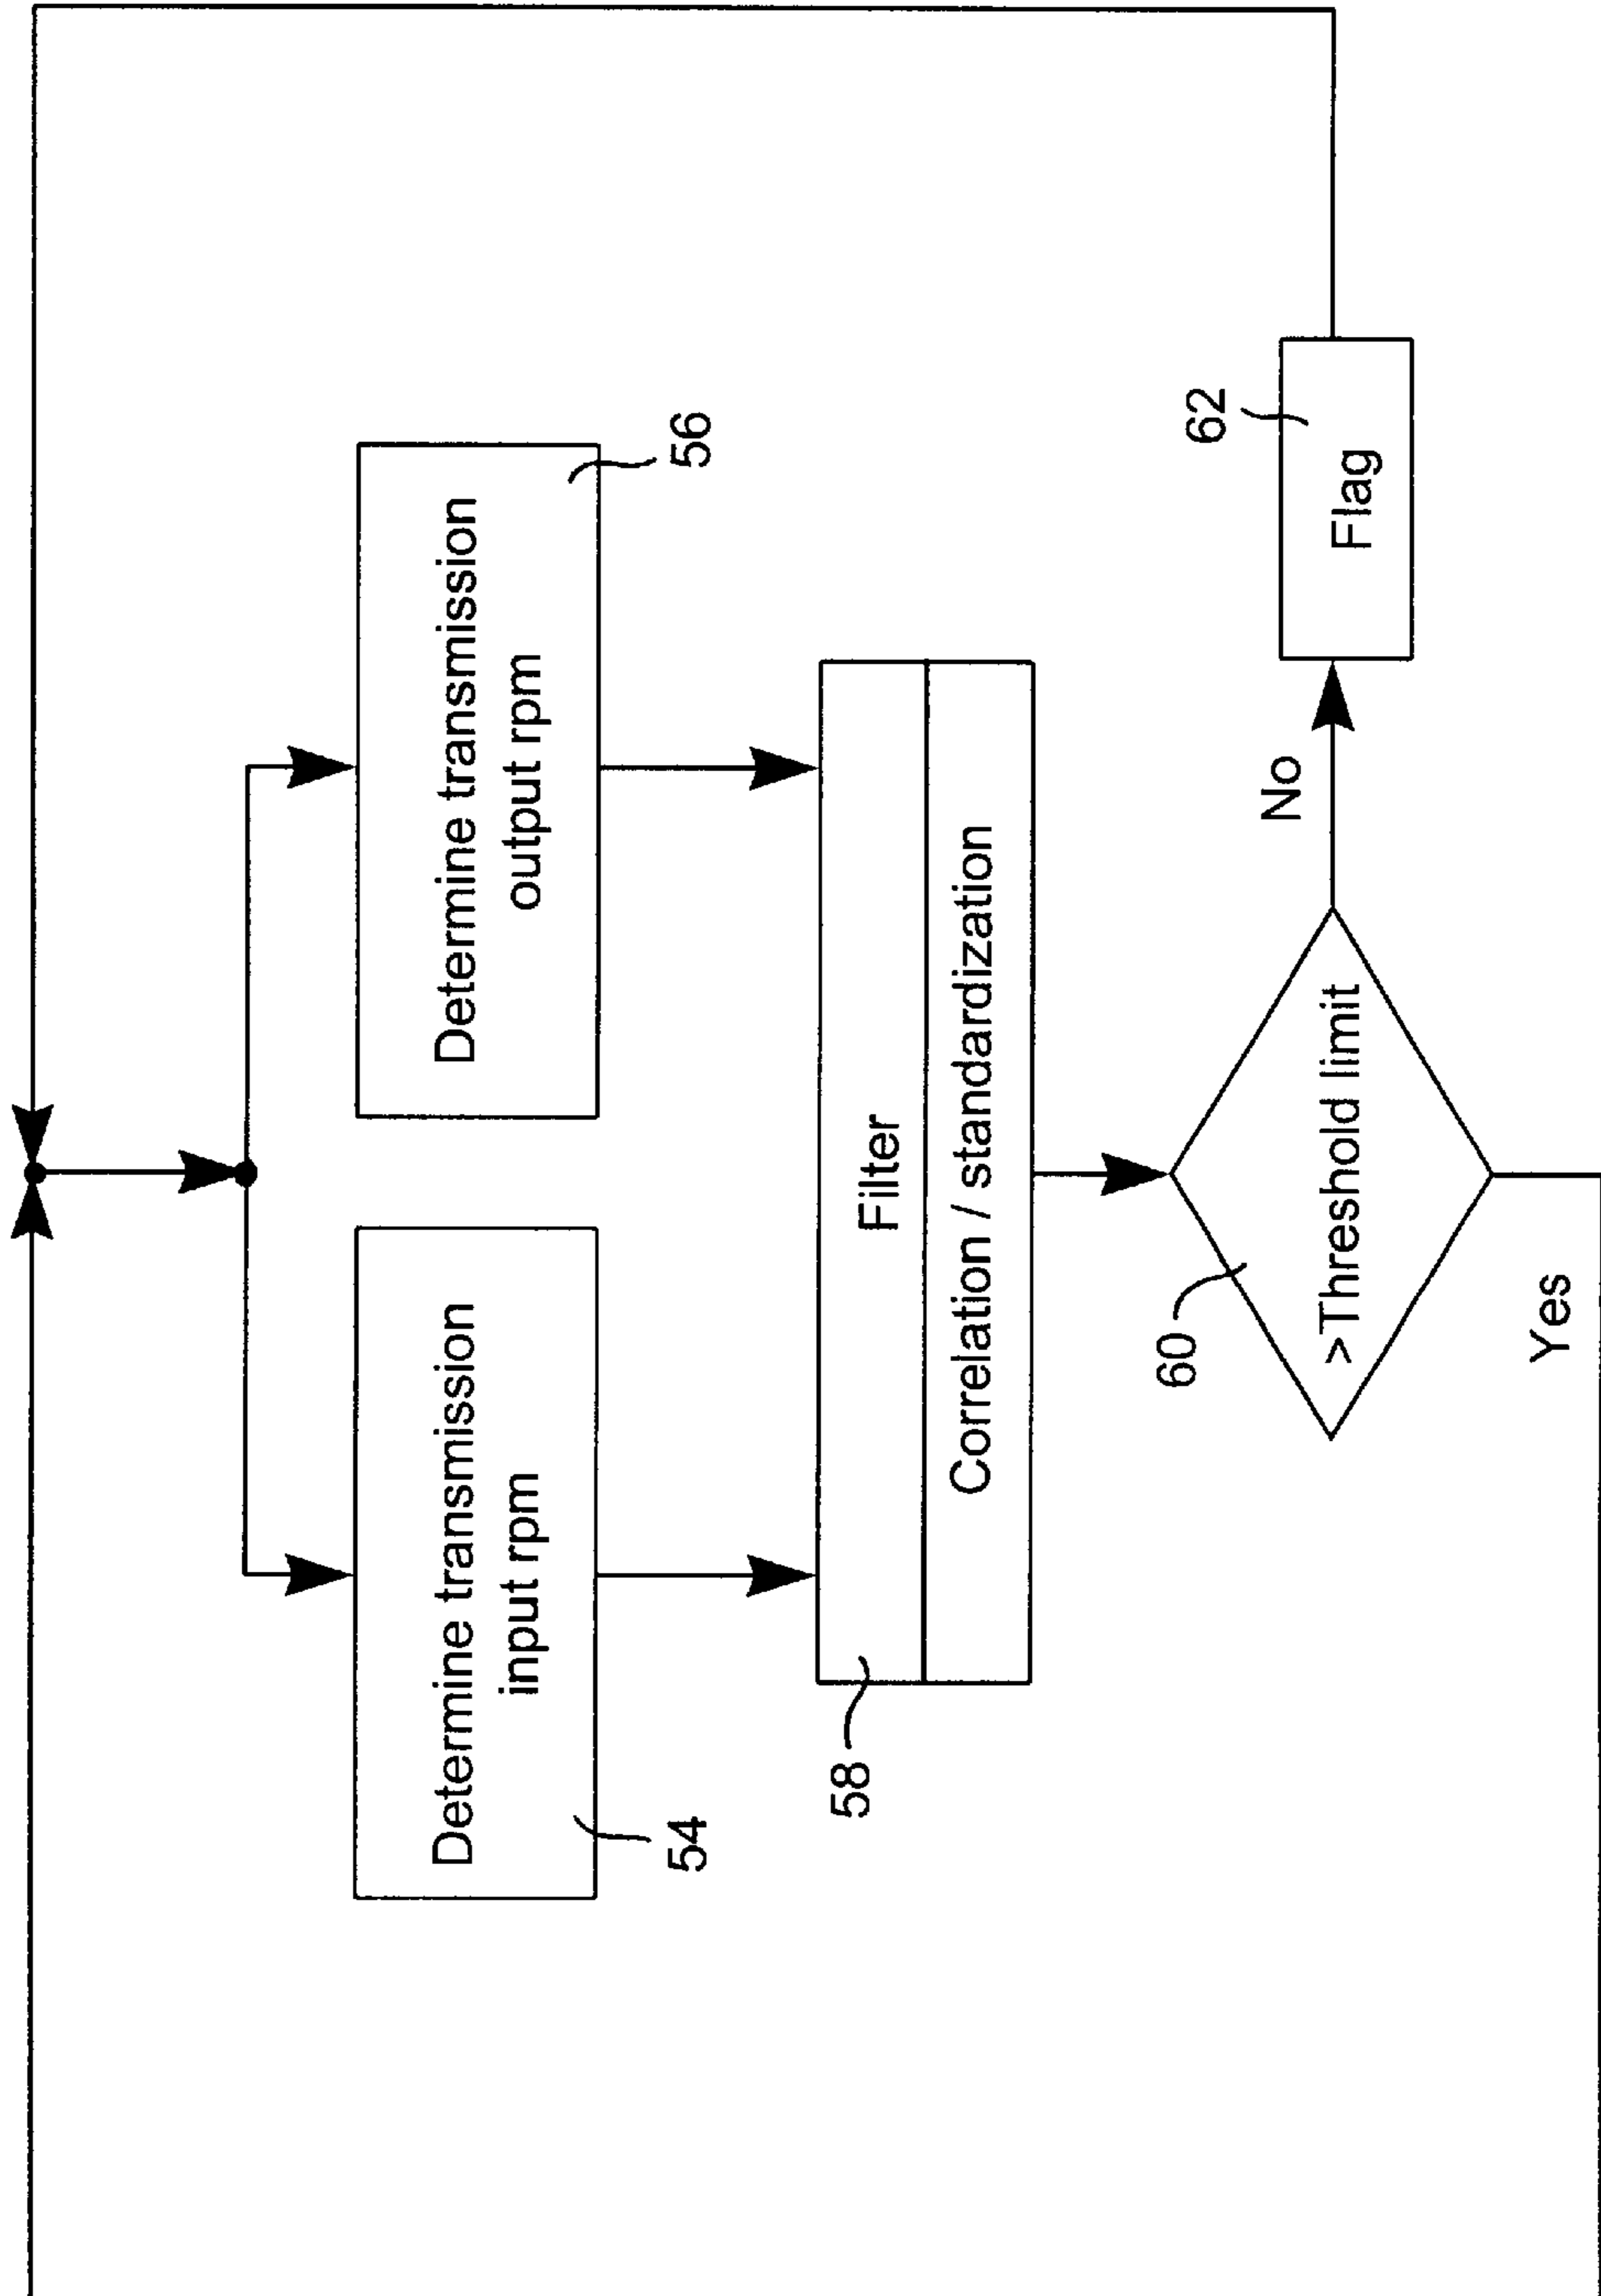 Determine transmission
input rpm
54
Determine transmission
output rpm
56
Filter
Correlation / standardization
58
60
>Threshold limit
No
Flag
62
Yes